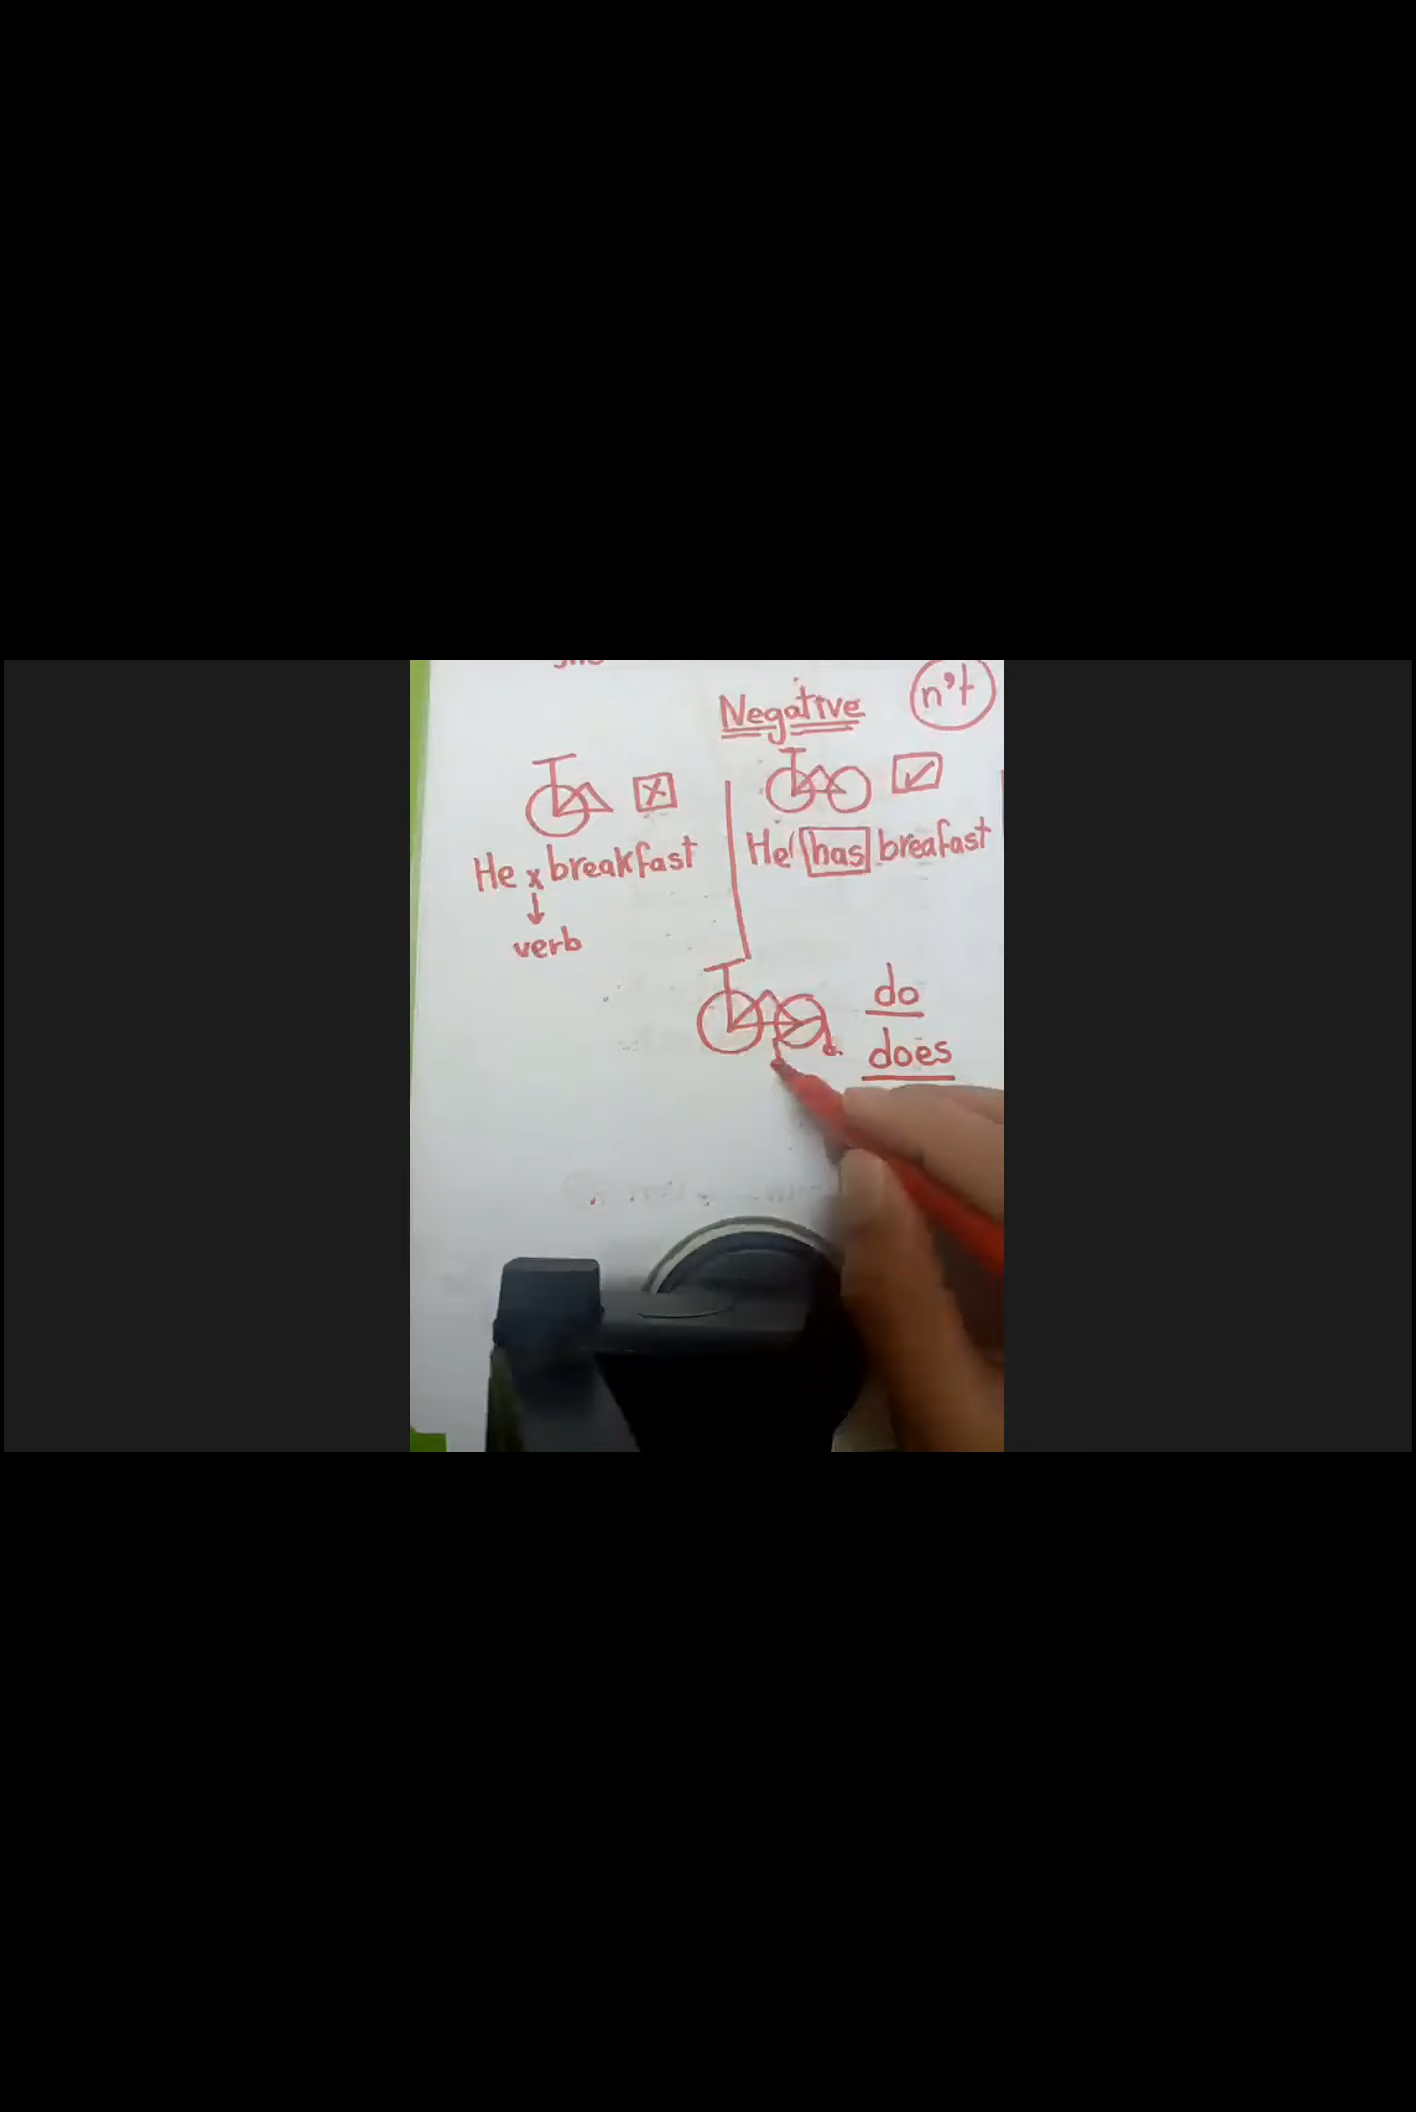 Negative
n't
He x breakfast
He has breafast
verb
do
does